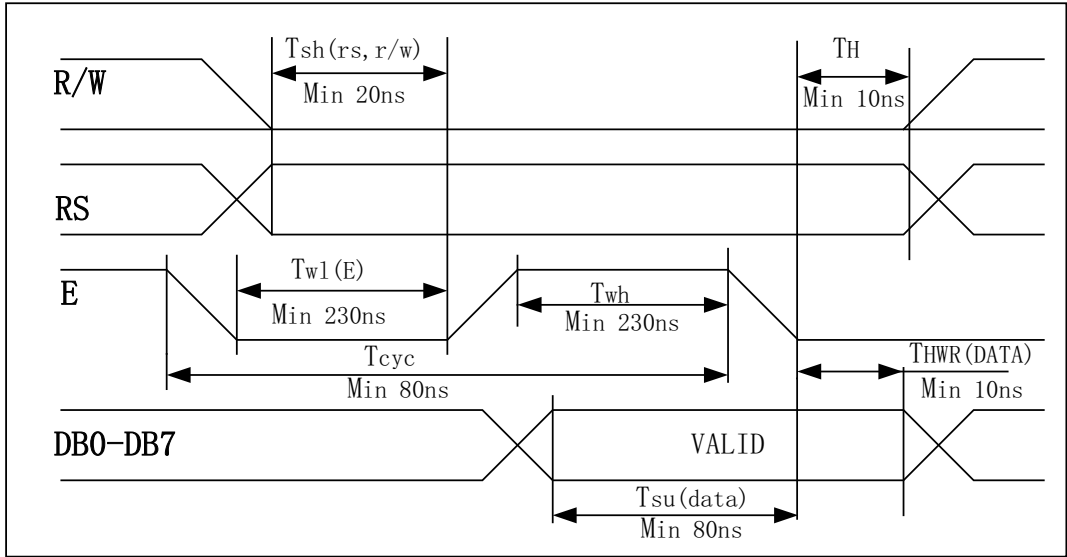 Tsh(rs,r/w)
Min 20ns
TH
Min 10ns
R/W
RS
Twl(E)
Min 230ns
E
Twh
Min 230ns
Tcyc
Min 80ns
THWR(DATA)
Min 10ns
DB0-DB7
VALID
Tsu(data)
Min 80ns